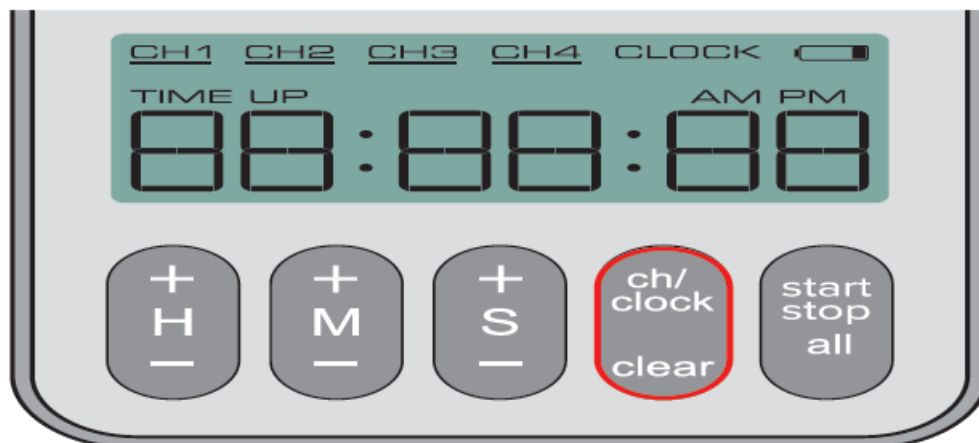 CH1 CH2 CH3 CH4 CLOCK
TIME UP AM PM
88:88:88
+ + + ch/ start
clock stop
H M S all
− − − clear